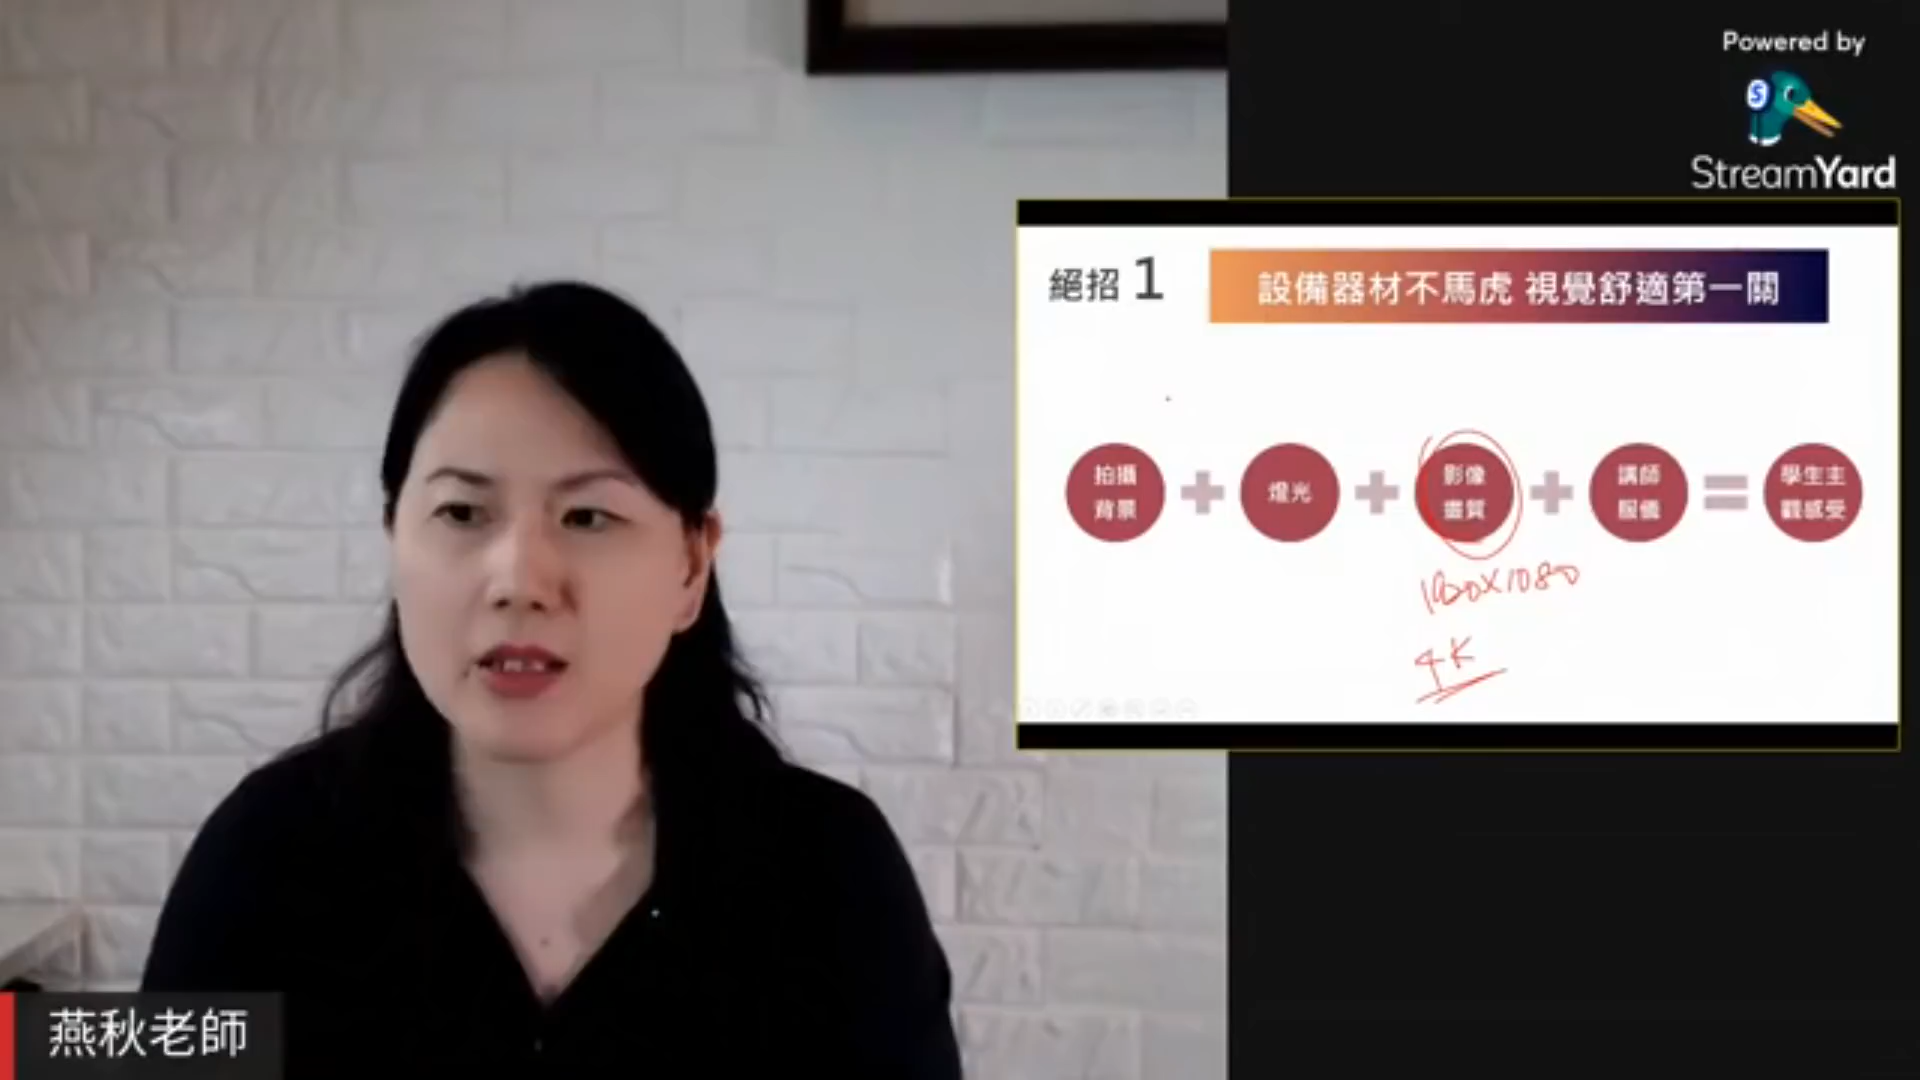 Powered by
StreamYard
絕招 1
設備器材不馬虎 視覺舒適第一關
拍攝
背景
燈光
影像
畫質
講師
服儀
學生主
觀感受
1920X1080
4K
燕秋老師